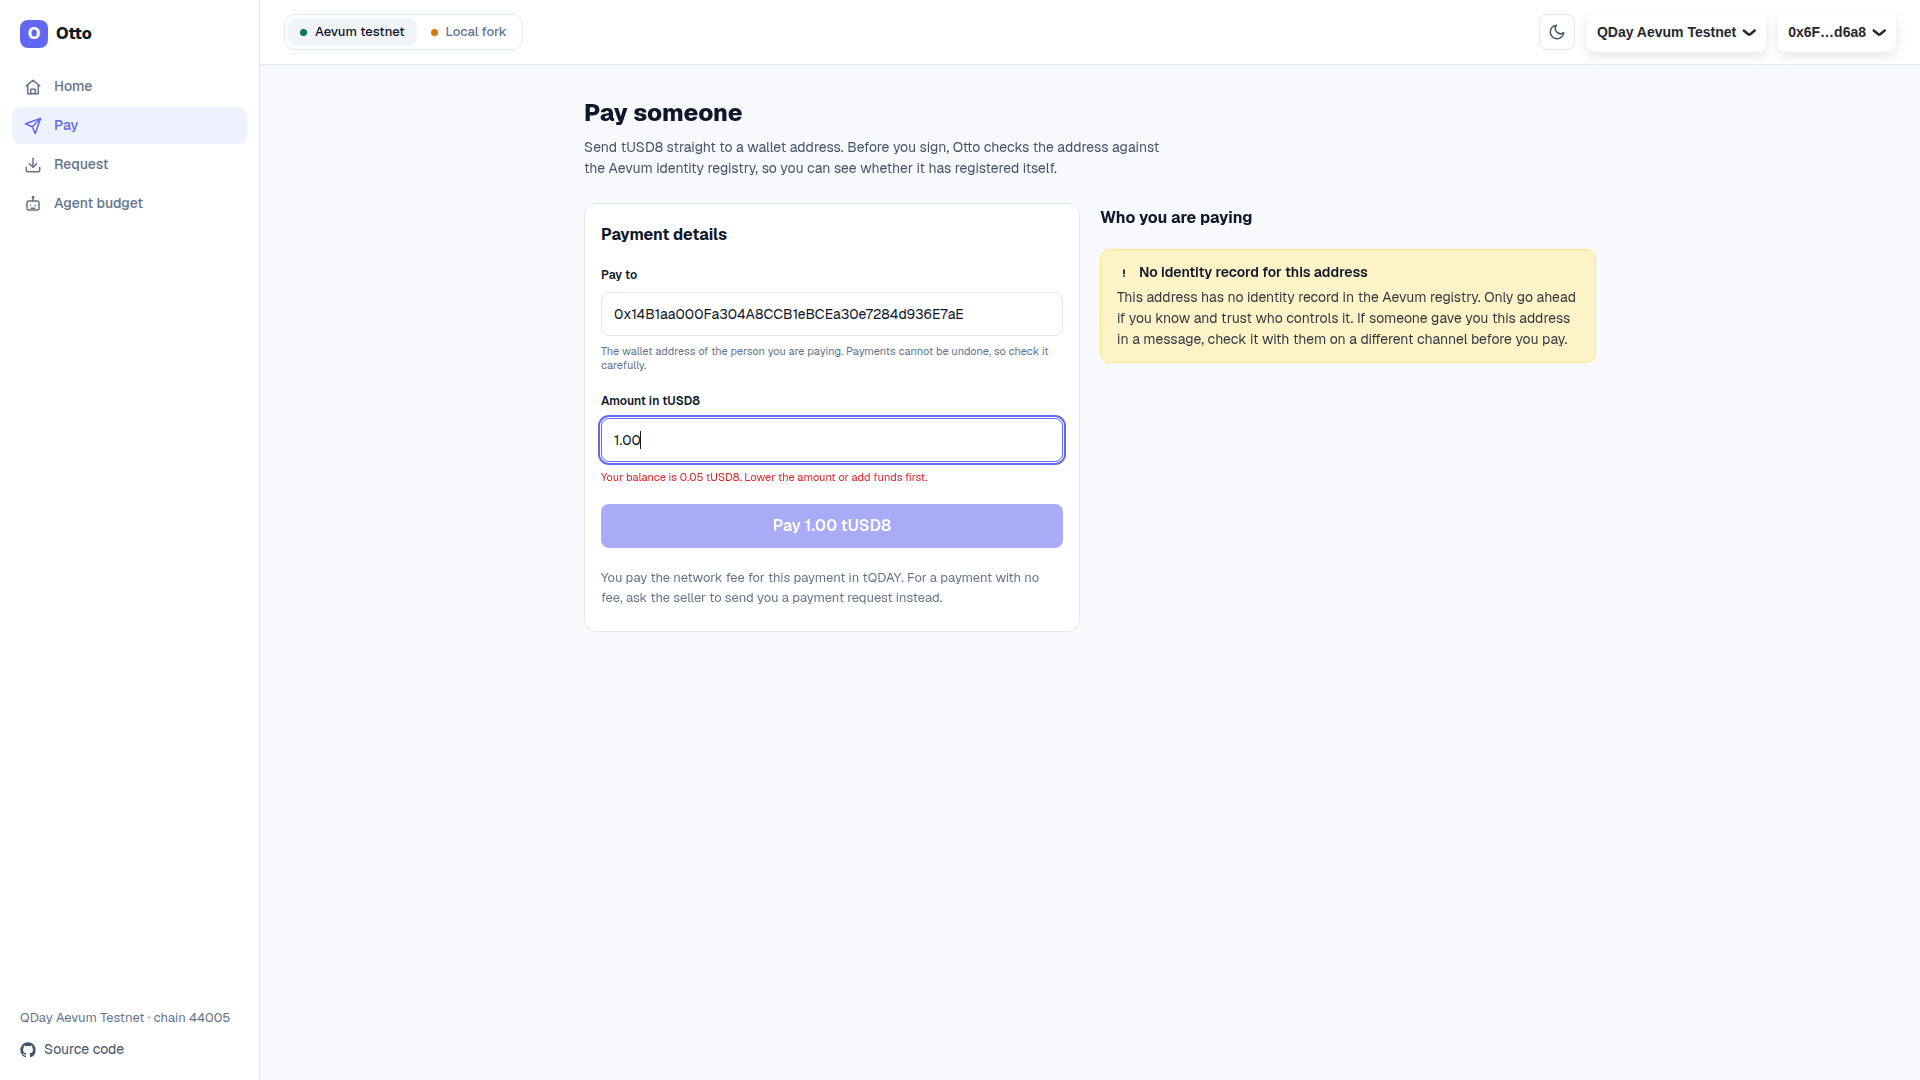 O Otto
Home
Pay
Request
Agent budget
QDay Aevum Testnet · chain 44005
Source code
Aevum testnet
Local fork
QDay Aevum Testnet
0x6F...d6a8
Pay someone
Send tUSD8 straight to a wallet address. Before you sign, Otto checks the address against
the Aevum identity registry, so you can see whether it has registered itself.
Payment details
Pay to
0x14B1aa000Fa304A8CCB1eBCEa30e7284d936E7aE
The wallet address of the person you are paying. Payments cannot be undone, so check it
carefully.
Amount in tUSD8
1.00
Your balance is 0.05 tUSD8. Lower the amount or add funds first.
Pay 1.00 tUSD8
You pay the network fee for this payment in tQDAY. For a payment with no
fee, ask the seller to send you a payment request instead.
Who you are paying
! No identity record for this address
This address has no identity record in the Aevum registry. Only go ahead
if you know and trust who controls it. If someone gave you this address
in a message, check it with them on a different channel before you pay.